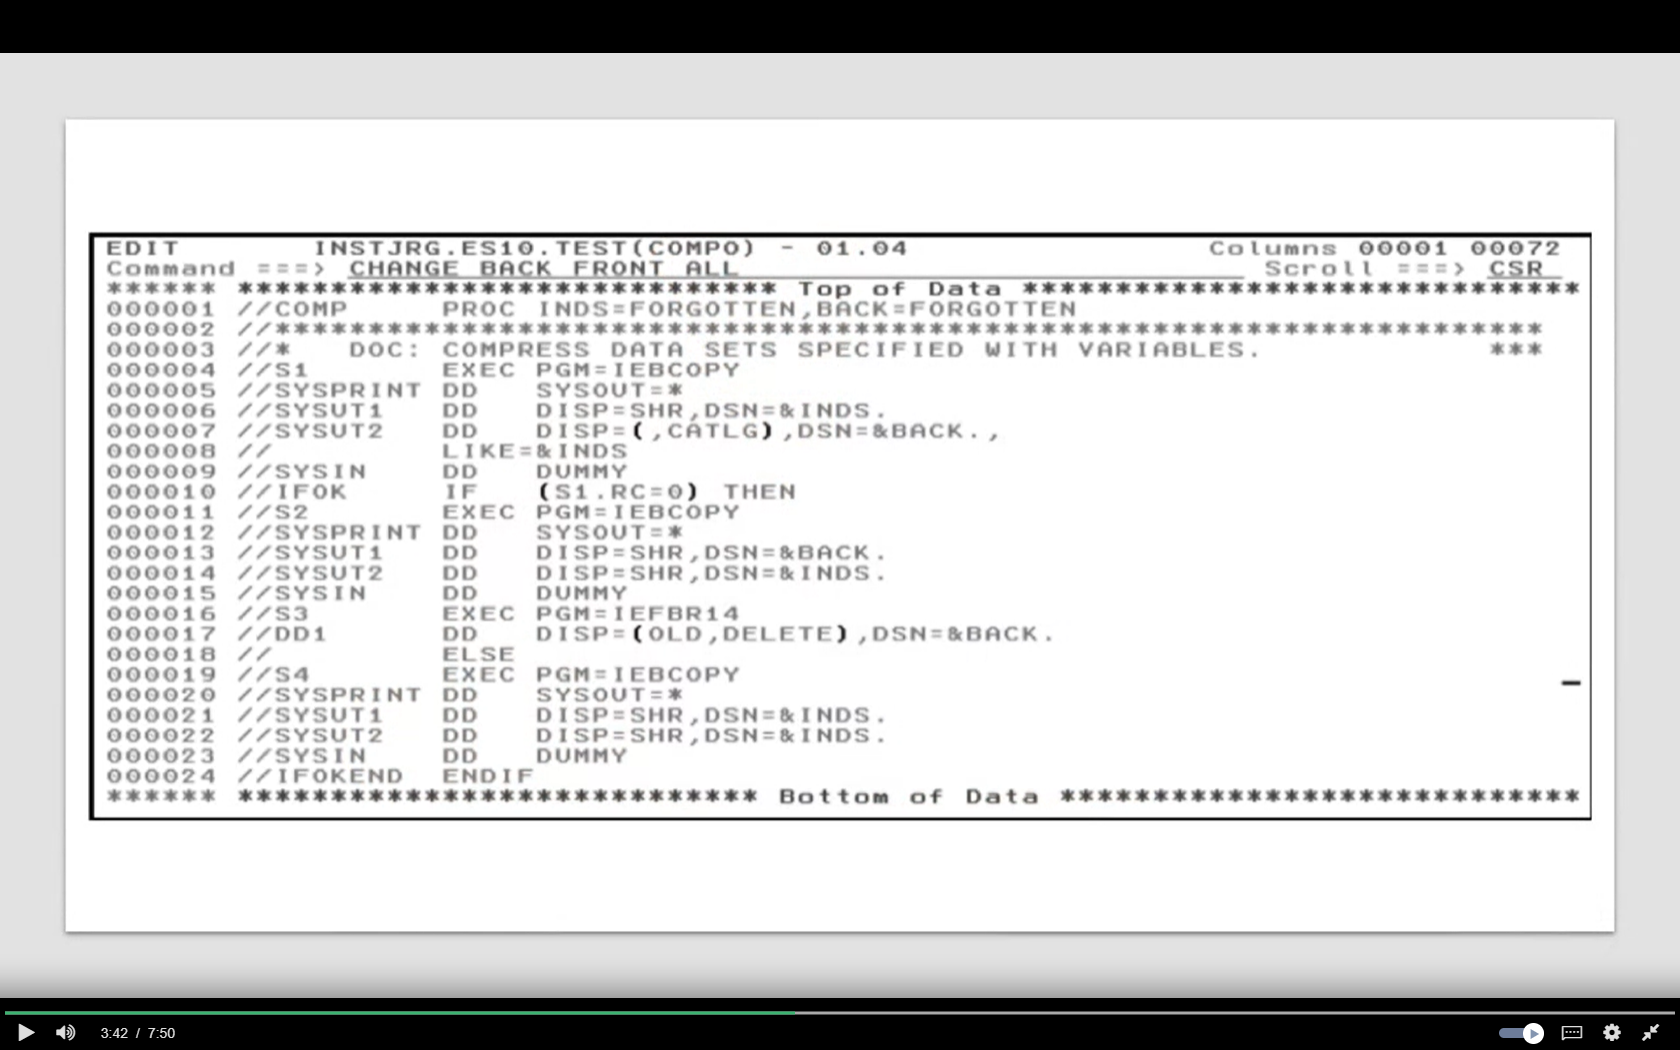 EDIT INSTJRG.ES10.TEST(COMPO) - 01.04 Columns 00001 00072
Command ===> CHANGE BACK FRONT ALL Scroll ===> CSR
****** ***************************** Top of Data ******************************
000001 //COMP PROC INDS=FORGOTTEN,BACK=FORGOTTEN
000002 //********************************************************************
000003 //* DOC: COMPRESS DATA SETS SPECIFIED WITH VARIABLES. ***
000004 //S1 EXEC PGM=IEBCOPY
000005 //SYSPRINT DD SYSOUT=*
000006 //SYSUT1 DD DISP=SHR,DSN=&INDS.
000007 //SYSUT2 DD DISP=(,CATLG),DSN=&BACK.,
000008 // LIKE=&INDS
000009 //SYSIN DD DUMMY
000010 //IFOK IF (S1.RC=0) THEN
000011 //S2 EXEC PGM=IEBCOPY
000012 //SYSPRINT DD SYSOUT=*
000013 //SYSUT1 DD DISP=SHR,DSN=&BACK.
000014 //SYSUT2 DD DISP=SHR,DSN=&INDS.
000015 //SYSIN DD DUMMY
000016 //S3 EXEC PGM=IEFBR14
000017 //DD1 DD DISP=(OLD,DELETE),DSN=&BACK.
000018 // ELSE
000019 //S4 EXEC PGM=IEBCOPY
000020 //SYSPRINT DD SYSOUT=*
000021 //SYSUT1 DD DISP=SHR,DSN=&INDS.
000022 //SYSUT2 DD DISP=SHR,DSN=&INDS.
000023 //SYSIN DD DUMMY
000024 //IFOKEND ENDIF
****** **************************** Bottom of Data ****************************
3:42 / 7:50